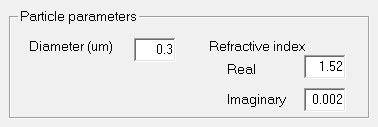 Particle parameters
Diameter (um) 0.3 Refractive index
Real 1.52
Imaginary 0.002